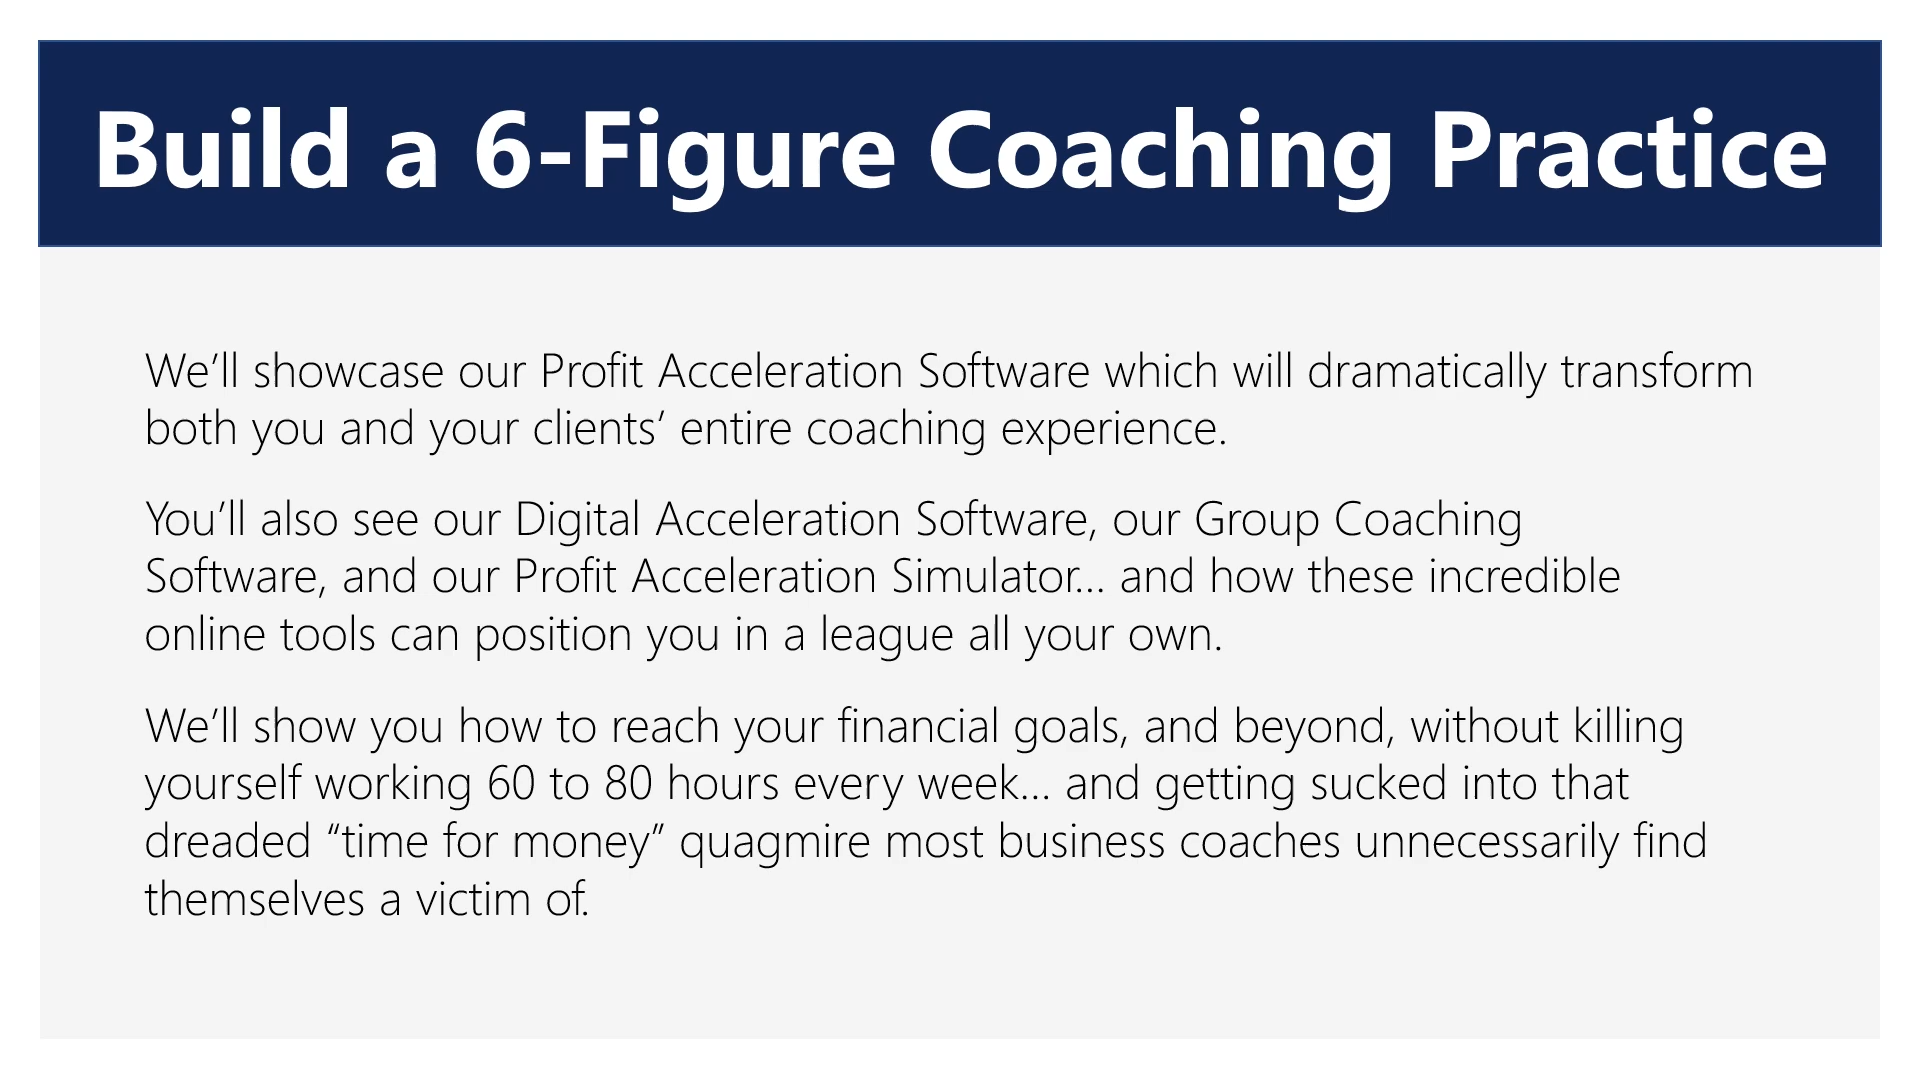 Build a 6-Figure Coaching Practice
We’ll showcase our Profit Acceleration Software which will dramatically transform
both you and your clients’ entire coaching experience.
You’ll also see our Digital Acceleration Software, our Group Coaching
Software, and our Profit Acceleration Simulator... and how these incredible
online tools can position you in a league all your own.
We’ll show you how to reach your financial goals, and beyond, without killing
yourself working 60 to 80 hours every week... and getting sucked into that
dreaded “time for money” quagmire most business coaches unnecessarily find
themselves a victim of.